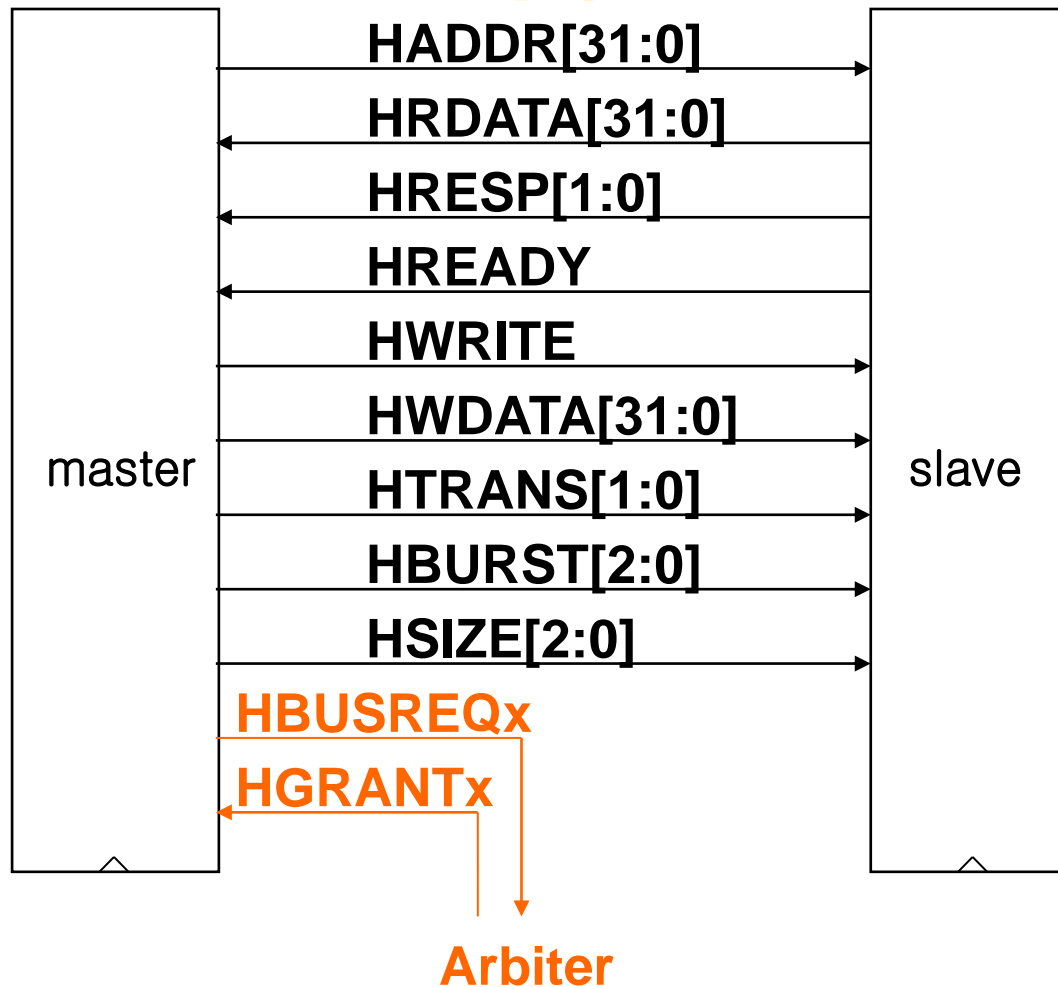 HADDR[31:0]
HRDATA[31:0]
HRESP[1:0]
HREADY
HWRITE
HWDATA[31:0]
master
slave
HTRANS[1:0]
HBURST[2:0]
HSIZE[2:0]
HBUSREQx
HGRANTx
Arbiter